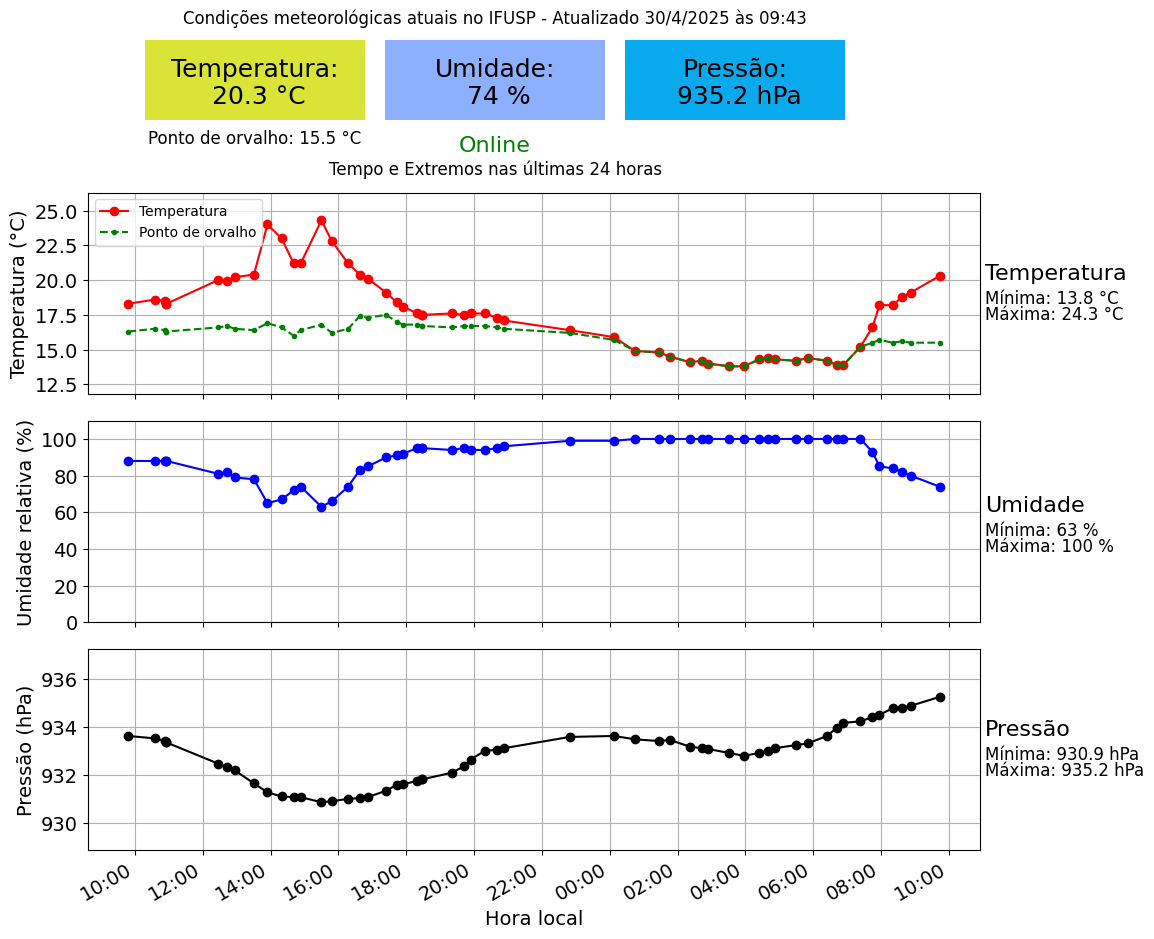 Condições meteorológicas atuais no IFUSP - Atualizado 30/4/2025 às 09:43
Temperatura:
20.3 °C
Umidade:
74 %
Pressão:
935.2 hPa
Ponto de orvalho: 15.5 °C
Online
Tempo e Extremos nas últimas 24 horas
Temperatura (°C)
25.0
22.5
20.0
17.5
15.0
12.5
Temperatura
Ponto de orvalho
Temperatura
Mínima: 13.8 °C
Máxima: 24.3 °C
Umidade relativa (%)
100
80
60
40
20
0
Umidade
Mínima: 63 %
Máxima: 100 %
Pressão (hPa)
936
934
932
930
Pressão
Mínima: 930.9 hPa
Máxima: 935.2 hPa
10:00
12:00
14:00
16:00
18:00
20:00
22:00
00:00
02:00
04:00
06:00
08:00
10:00
Hora local